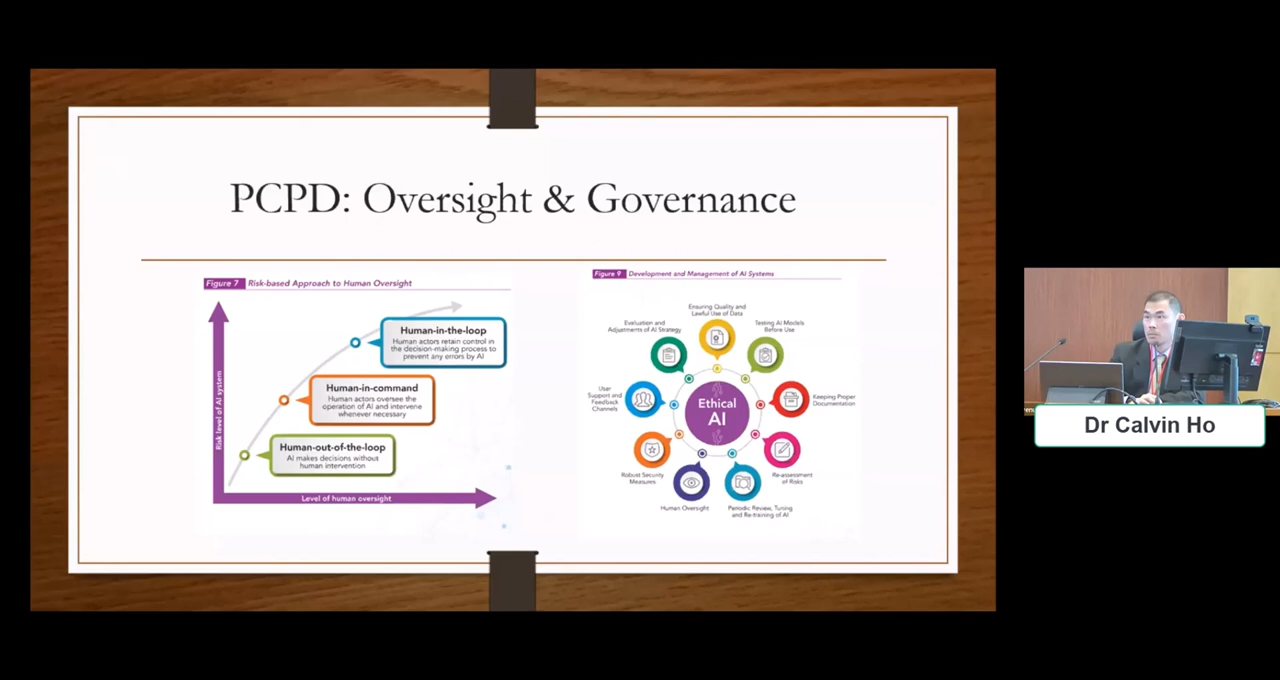 PCPD: Oversight & Governance
Figure 7 Risk-based Approach to Human Oversight
Risk level of AI system
Human-in-the-loop
Human actors retain control in
the decision-making process to
prevent any errors by AI
Human-in-command
Human actors oversee the
operation of AI and intervene
whenever necessary
Human-out-of-the-loop
AI makes decisions without
human intervention
Level of human oversight
Figure 9 Development and Management of AI Systems
Ensuring Quality and
Lawful Use of Data
Evaluation and
Adjustments of AI Strategy
Testing AI Models
Before Use
User
Support and
Feedback
Channels
Ethical
AI
Keeping Proper
Documentation
Robust Security
Measures
Re-assessment
of Risks
Human Oversight
Periodic Review, Tuning
and Re-training of AI
Dr Calvin Ho